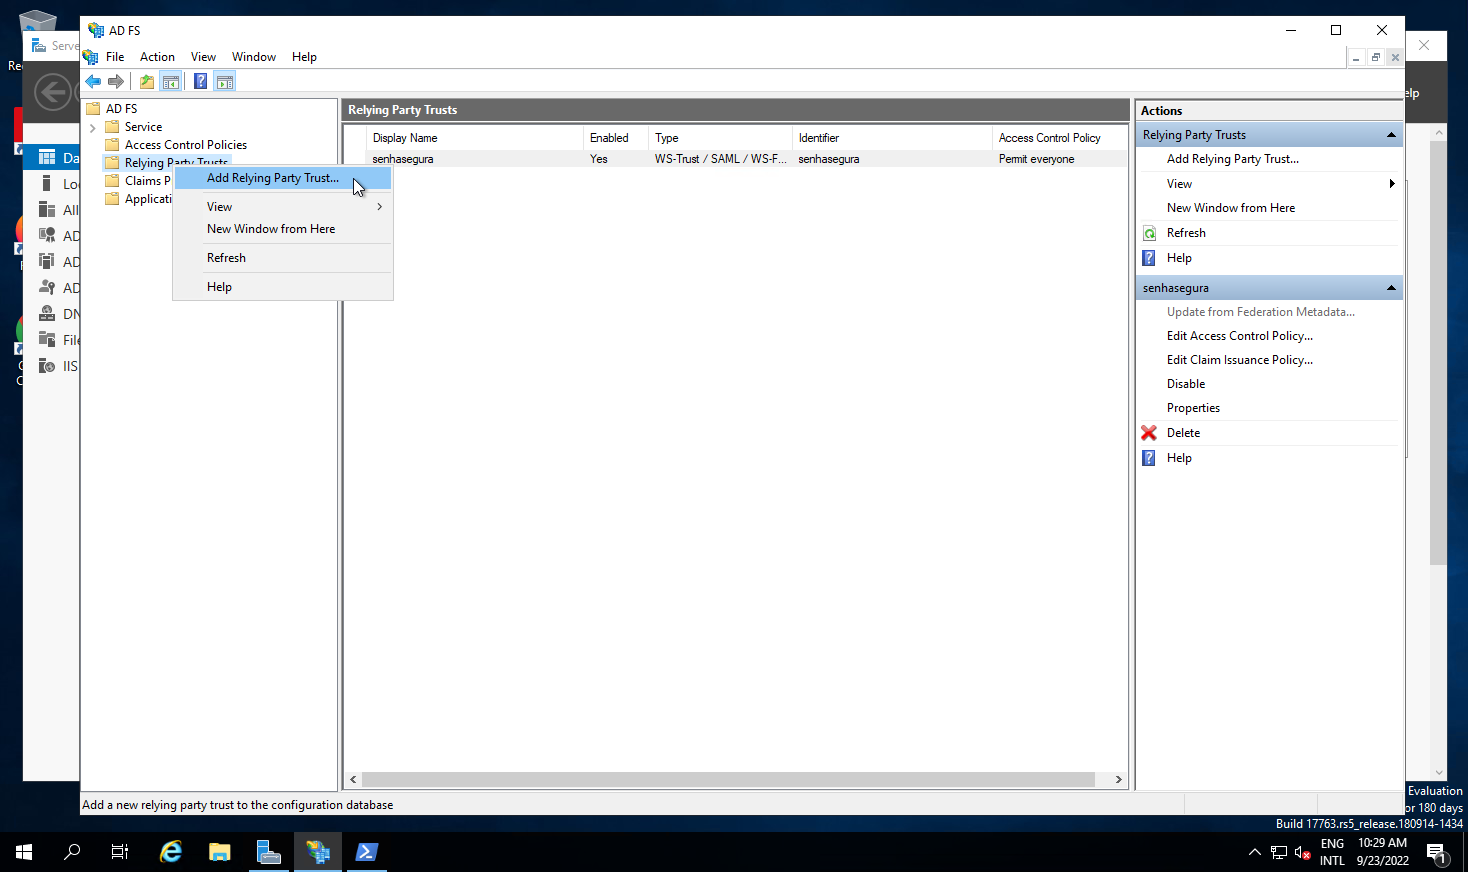 Rec
Serve
AD FS
File Action View Window Help
elp
AD FS
Service
Access Control Policies
Relying Party Trusts
Claims P
Applicati
Add Relying Party Trust...
View
New Window from Here
Refresh
Help
Da
Loc
All
AD
AD
AD
DN
File
IIS
Relying Party Trusts
Display Name Enabled Type Identifier Access Control Policy
senhasegura Yes WS-Trust / SAML / WS-F... senhasegura Permit everyone
Actions
Relying Party Trusts
Add Relying Party Trust...
View
New Window from Here
Refresh
Help
senhasegura
Update from Federation Metadata...
Edit Access Control Policy...
Edit Claim Issuance Policy...
Disable
Properties
Delete
Help
Add a new relying party trust to the configuration database
Evaluation
or 180 days
Build 17763.rs5_release.180914-1434
ENG
INTL
10:29 AM
9/23/2022
1